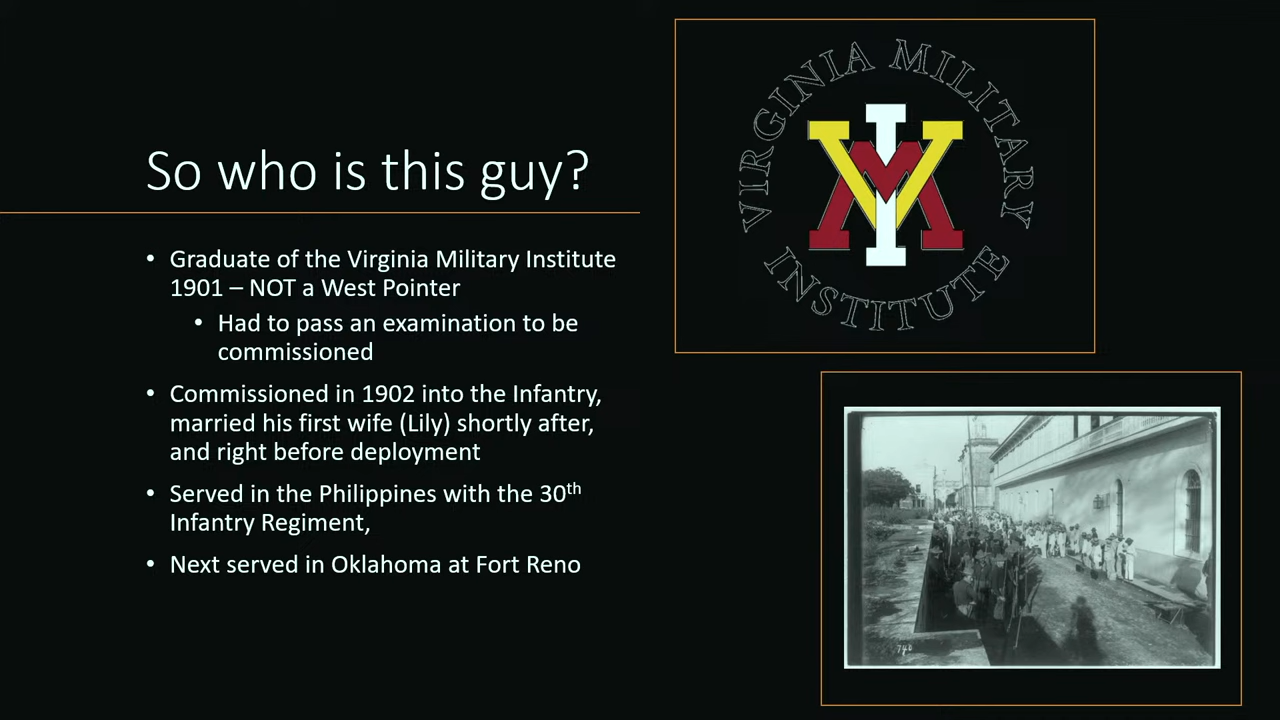 So who is this guy?
• Graduate of the Virginia Military Institute
1901 – NOT a West Pointer
• Had to pass an examination to be
commissioned
• Commissioned in 1902 into the Infantry,
married his first wife (Lily) shortly after,
and right before deployment
• Served in the Philippines with the 30th
Infantry Regiment,
• Next served in Oklahoma at Fort Reno
VIRGINIA MILITARY
INSTITUTE
VMI
740